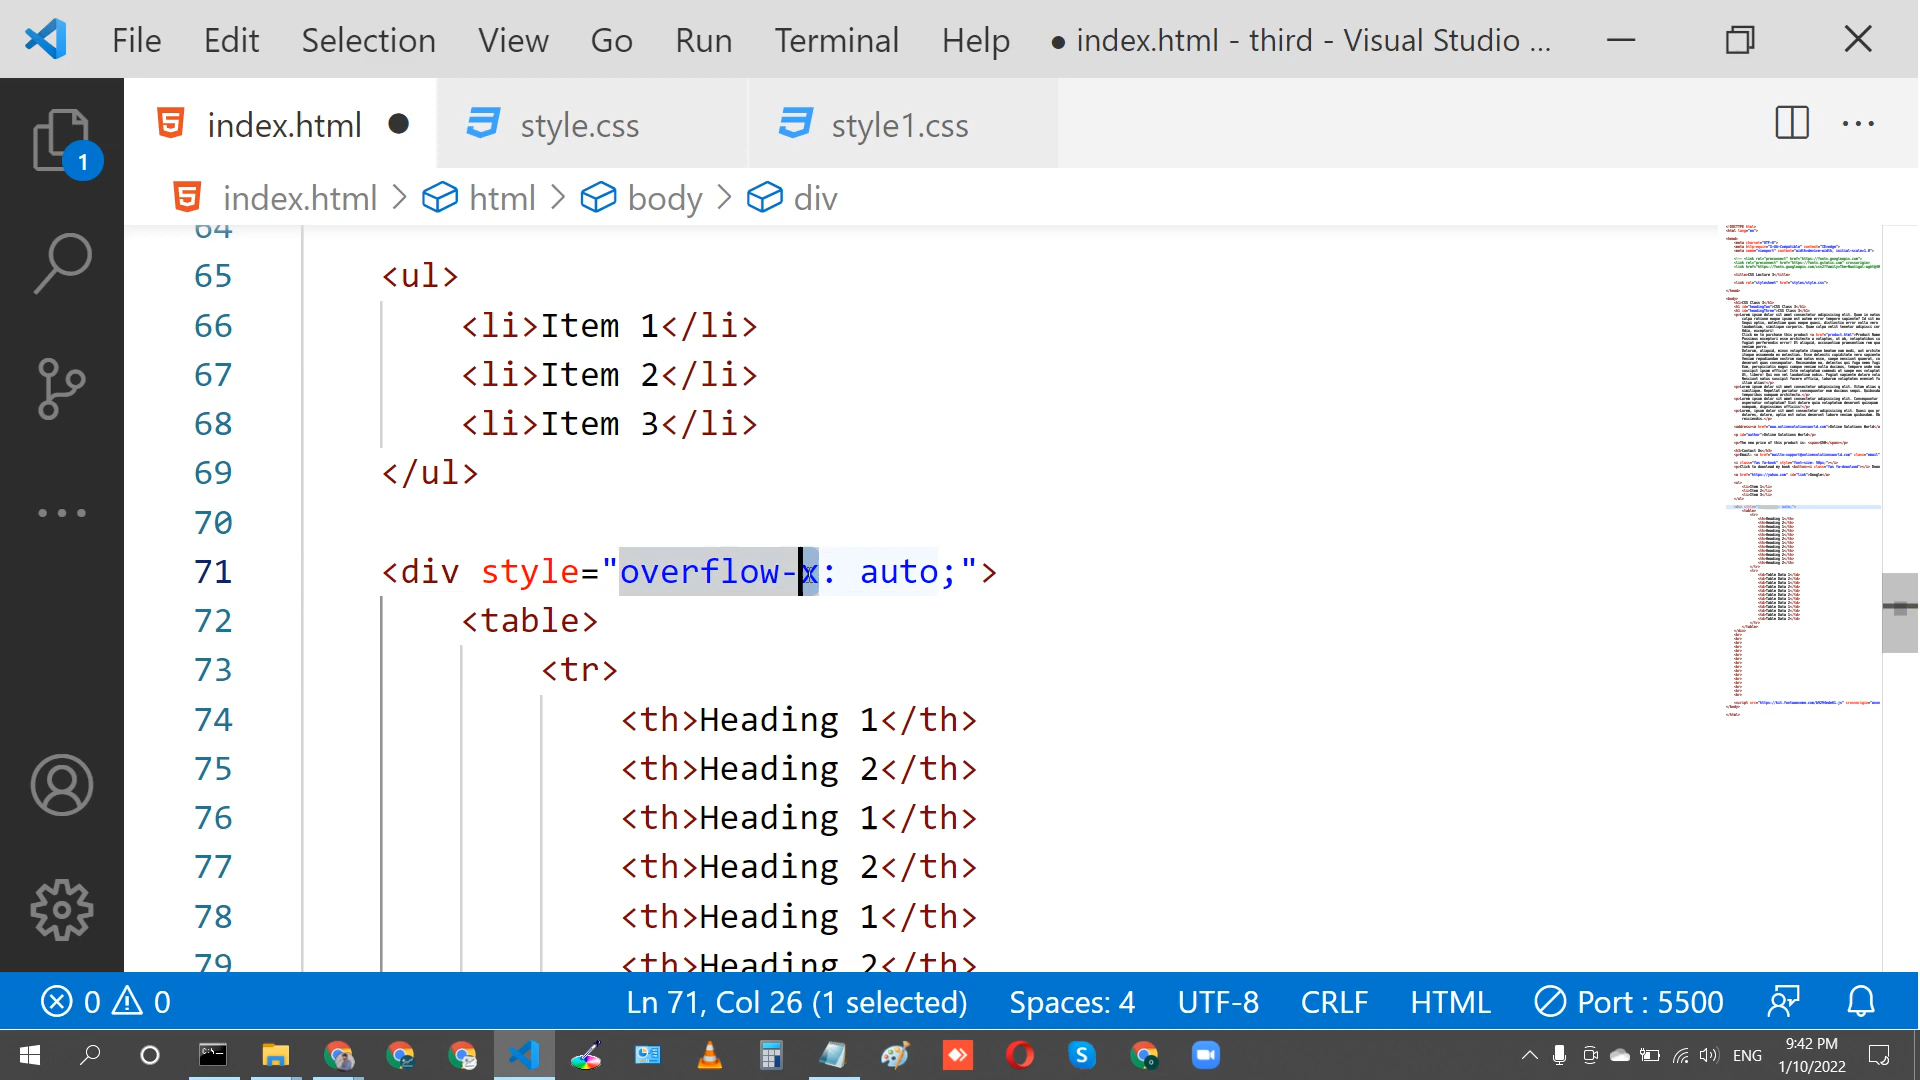 File Edit Selection View Go Run Terminal Help ● index.html - third - Visual Studio ...
index.html ● style.css style1.css
1
index.html > html > body > div
64
65 <ul>
66 <li>Item 1</li>
67 <li>Item 2</li>
68 <li>Item 3</li>
69 </ul>
70
71 <div style="overflow-x: auto;">
72 <table>
73 <tr>
74 <th>Heading 1</th>
75 <th>Heading 2</th>
76 <th>Heading 1</th>
77 <th>Heading 2</th>
78 <th>Heading 1</th>
79 <th>Heading 2</th>
0 0 Ln 71, Col 26 (1 selected) Spaces: 4 UTF-8 CRLF HTML Port : 5500
ENG 9:42 PM
1/10/2022